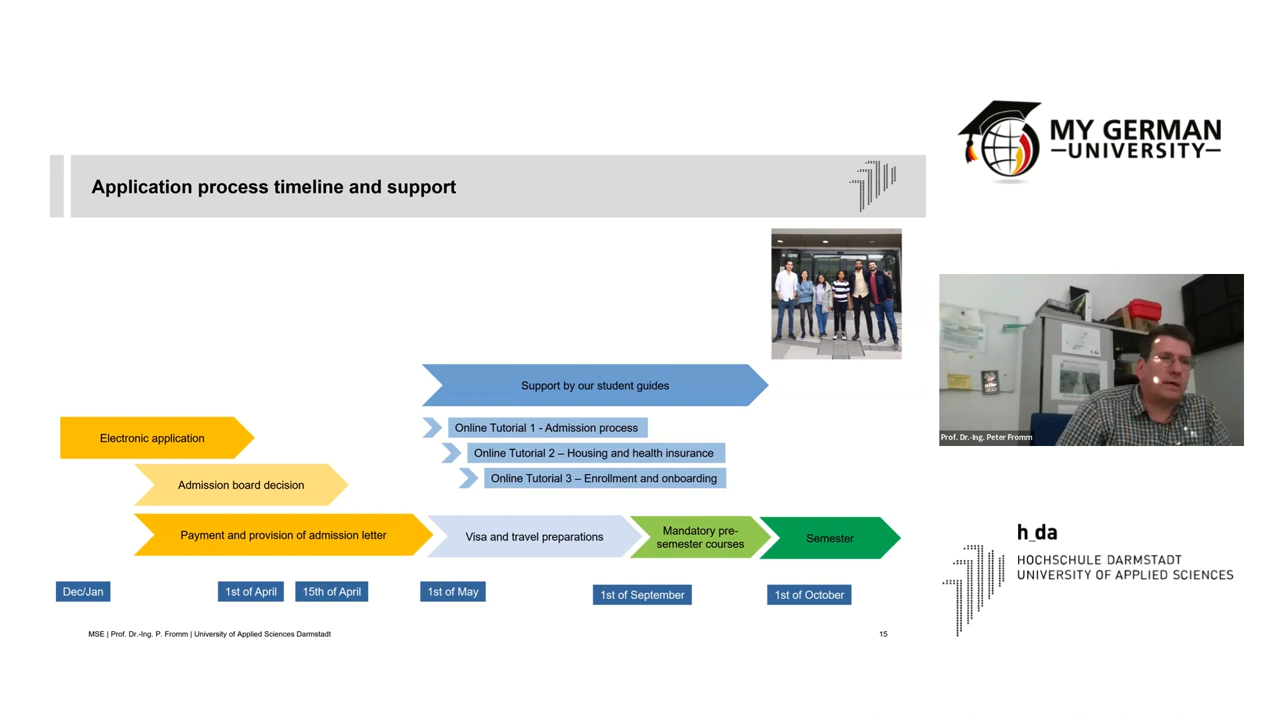 Application process timeline and support
MY GERMAN
UNIVERSITY
Support by our student guides
Electronic application
Online Tutorial 1 - Admission process
Online Tutorial 2 – Housing and health insurance
Online Tutorial 3 – Enrollment and onboarding
Admission board decision
Payment and provision of admission letter
Visa and travel preparations
Mandatory pre-
semester courses
Semester
Dec/Jan
1st of April
15th of April
1st of May
1st of September
1st of October
MSE | Prof. Dr.-Ing. P. Fromm | University of Applied Sciences Darmstadt
15
Prof. Dr.-Ing. Peter Fromm
h_da
HOCHSCHULE DARMSTADT
UNIVERSITY OF APPLIED SCIENCES